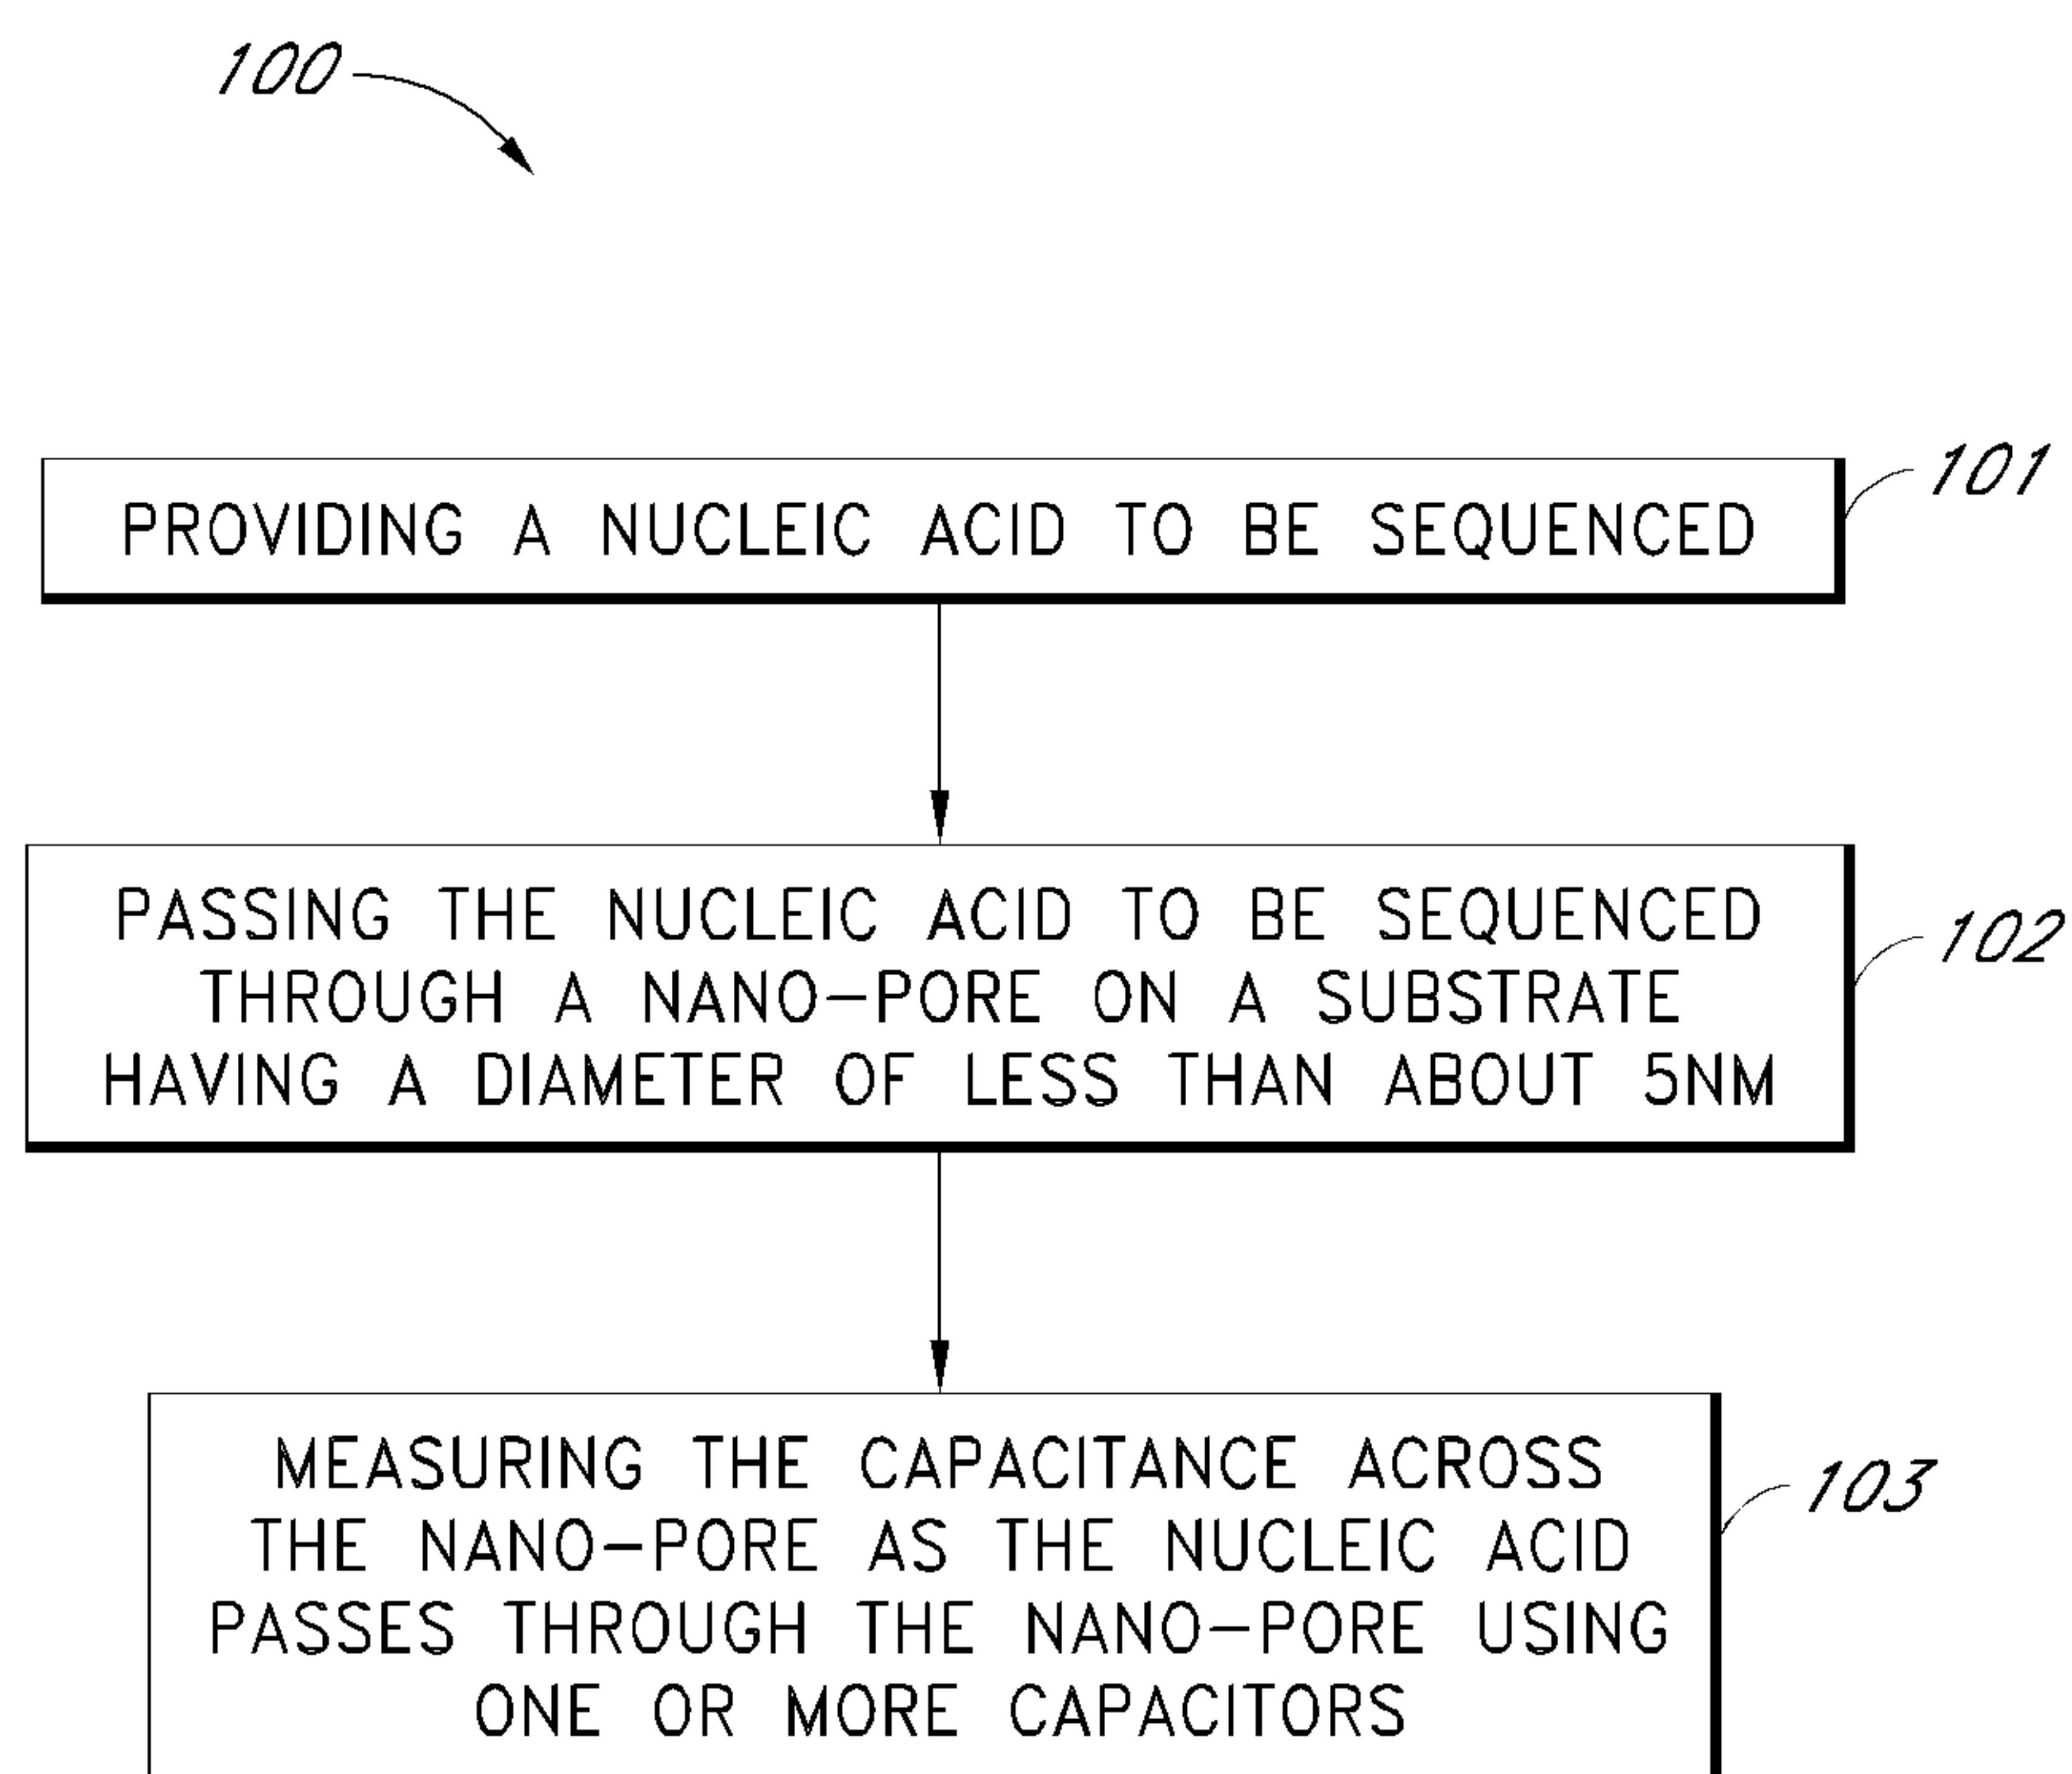 100
PROVIDING A NUCLEIC ACID TO BE SEQUENCED
101
PASSING THE NUCLEIC ACID TO BE SEQUENCED
THROUGH A NANO-PORE ON A SUBSTRATE
HAVING A DIAMETER OF LESS THAN ABOUT 5NM
102
MEASURING THE CAPACITANCE ACROSS
THE NANO-PORE AS THE NUCLEIC ACID
PASSES THROUGH THE NANO-PORE USING
ONE OR MORE CAPACITORS
103